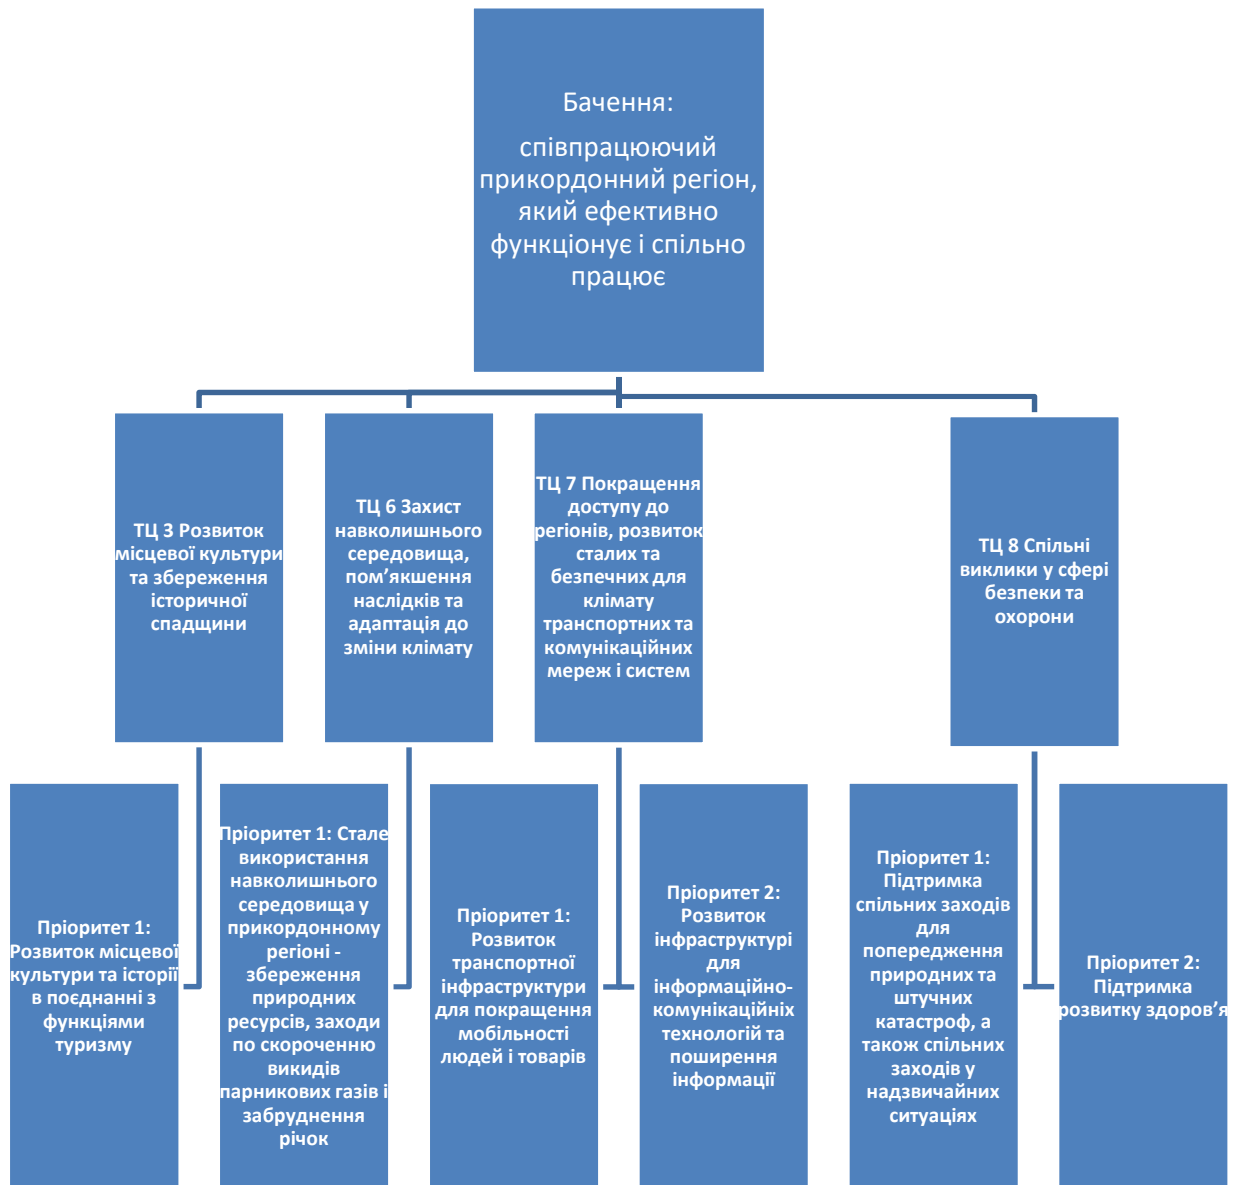 Бачення:
співпрацюючий
прикордонний регіон,
який ефективно
функціонує і спільно
працює
ТЦ 3 Розвиток
місцевої культури
та збереження
історичної
спадщини
ТЦ 6 Захист
навколишнього
середовища,
пом’якшення
наслідків та
адаптація до
зміни клімату
ТЦ 7 Покращення
доступу до
регіонів, розвиток
сталих та
безпечних для
клімату
транспортних та
комунікаційних
мереж і систем
ТЦ 8 Спільні
виклики у сфері
безпеки та
охорони
Пріоритет 1:
Розвиток місцевої
культури та історії
в поєднанні з
функціями
туризму
Пріоритет 1: Стале
використання
навколишнього
середовища у
прикордонному
регіоні -
збереження
природних
ресурсів, заходи
по скороченню
викидів
парникових газів і
забруднення
річок
Пріоритет 1:
Розвиток
транспортної
інфраструктури
для покращення
мобільності
людей і товарів
Пріоритет 2:
Розвиток
інфраструктурі
для
інформаційно-
комунікаційніх
технологій та
поширення
інформації
Пріоритет 1:
Підтримка
спільних заходів
для
попередження
природних та
штучних
катастроф, а
також спільних
заходів у
надзвичайних
ситуаціях
Пріоритет 2:
Підтримка
розвитку здоров’я